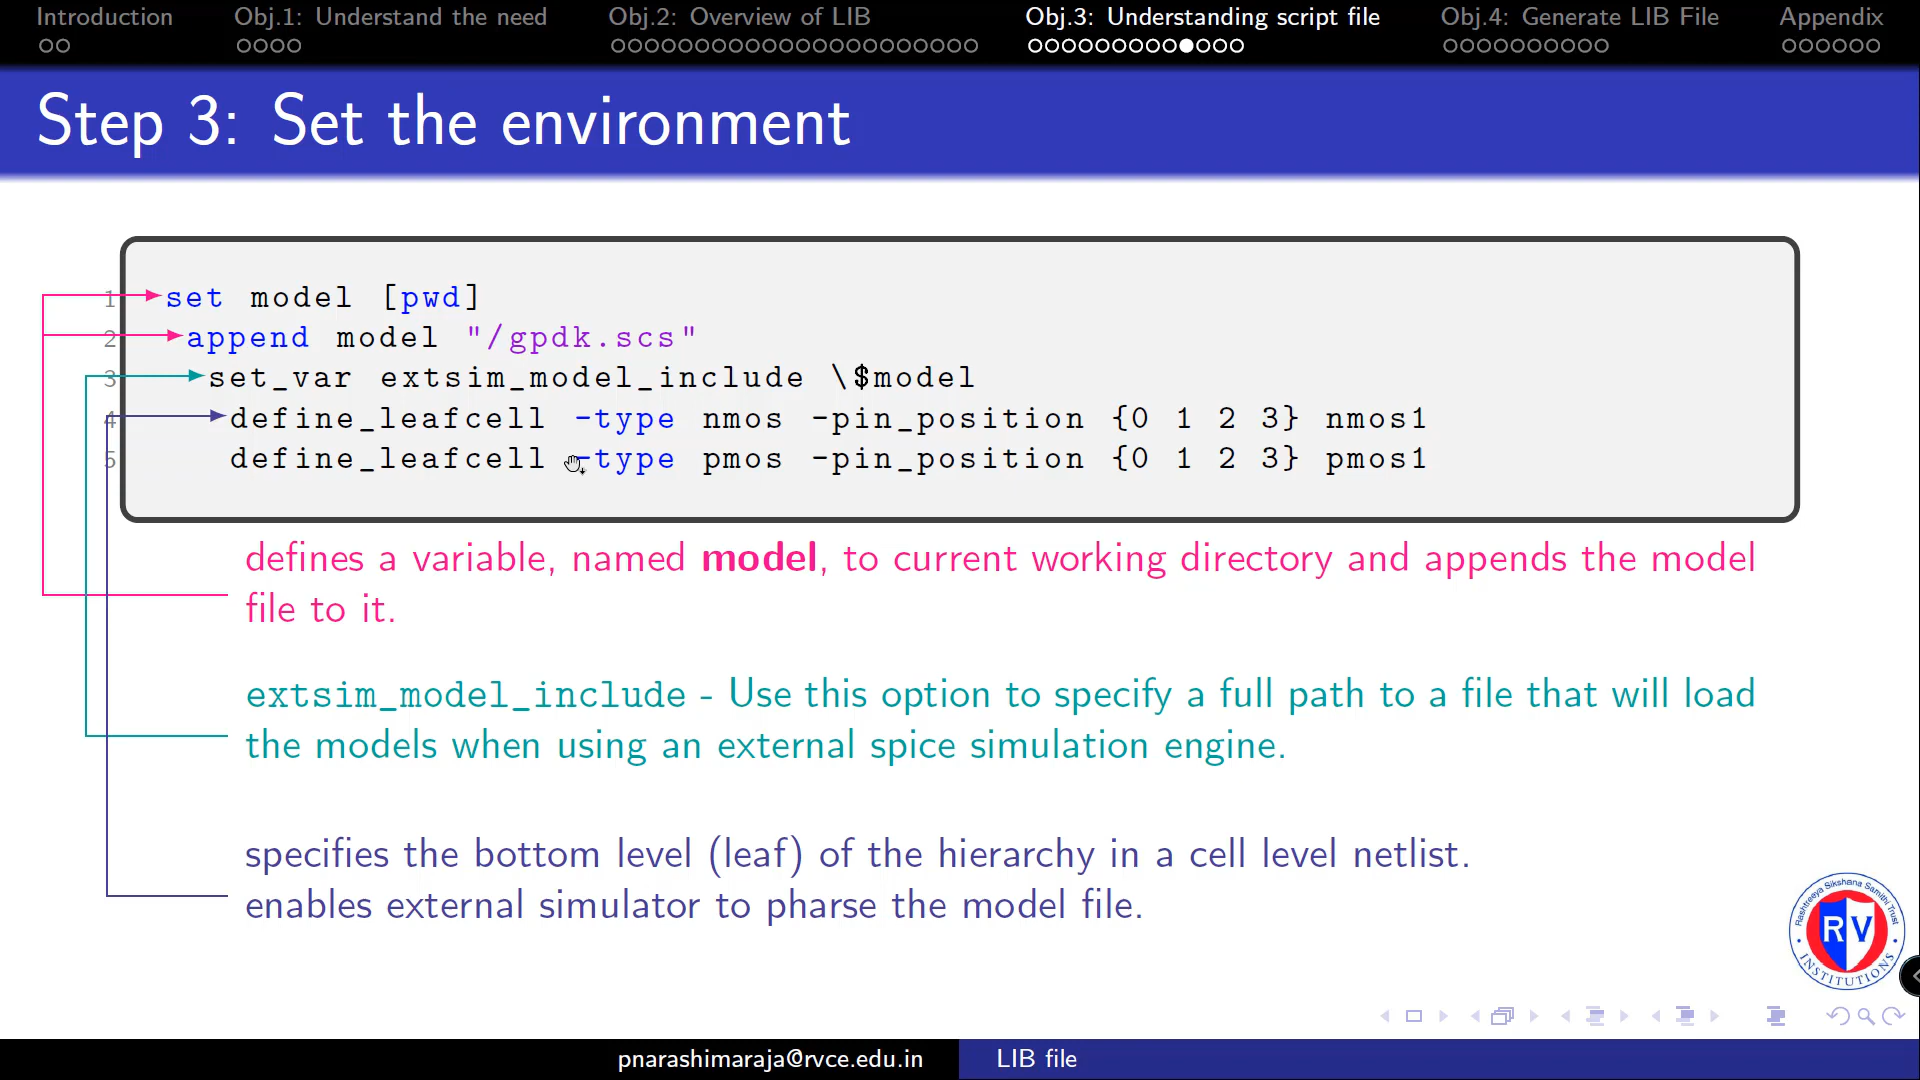 Introduction
Obj.1: Understand the need
Obj.2: Overview of LIB
Obj.3: Understanding script file
Obj.4: Generate LIB File
Appendix
Step 3: Set the environment
1 set model [pwd]
2 append model "/gpdk.scs"
3 set_var extsim_model_include \$model
4 define_leafcell -type nmos -pin_position {0 1 2 3} nmos1
5 define_leafcell -type pmos -pin_position {0 1 2 3} pmos1
defines a variable, named model, to current working directory and appends the model
file to it.
extsim_model_include - Use this option to specify a full path to a file that will load
the models when using an external spice simulation engine.
specifies the bottom level (leaf) of the hierarchy in a cell level netlist.
enables external simulator to pharse the model file.
Rashtreeya Sikshana Samithi Trust
RV
INSTITUTIONS
pnarashimaraja@rvce.edu.in
LIB file